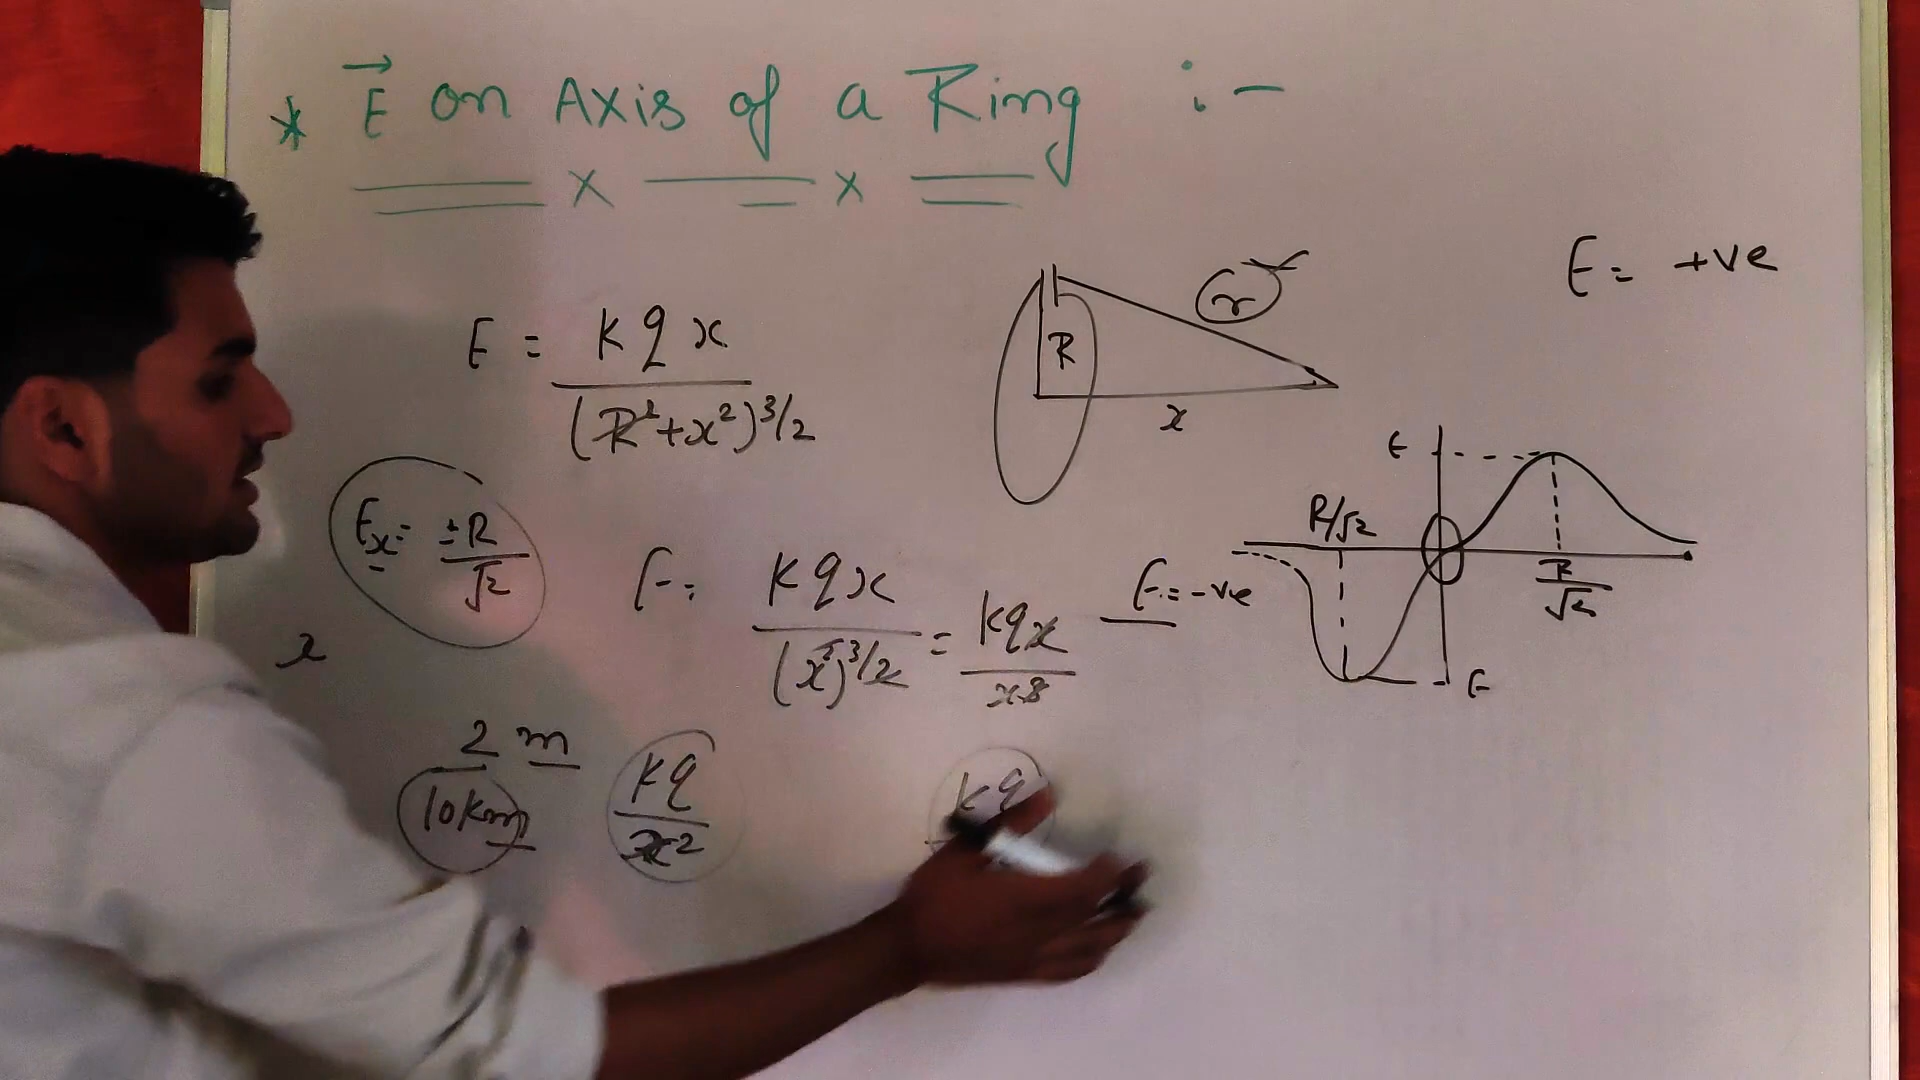 * E⃗ on Axis of a Ring :-
E = +ve
E = kqx / (R²+x²)^3/2
R
r
x
Ex = ±R/√2
E = kqx / (x²)^3/2 = kqx / x³
E = -ve
E
R/√2
R/√2
E
x
2 m
10km
kq / x²
kq